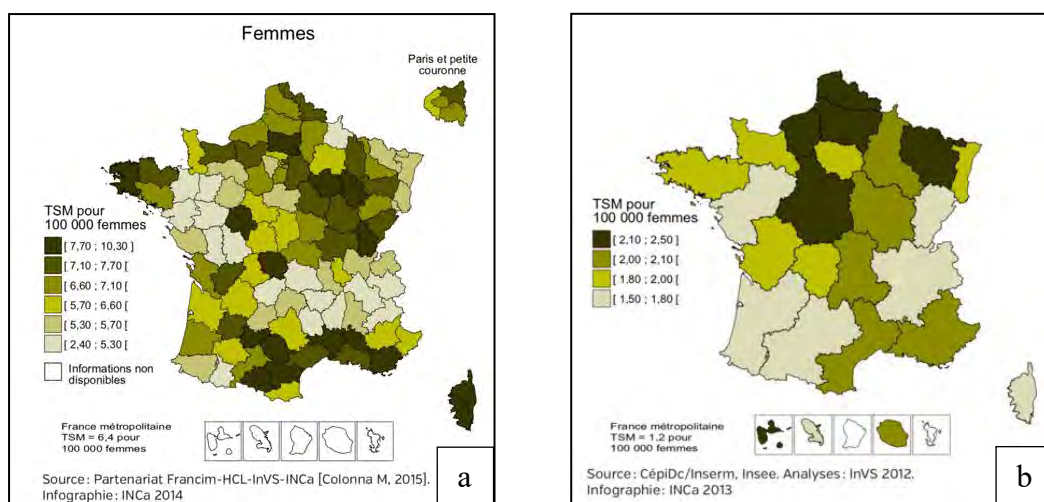 Femmes
Paris et petite
couronne
TSM pour
100 000 femmes
[ 7,70 ; 10,30 ]
[ 7,10 ; 7,70 [
[ 6,60 ; 7,10 [
[ 5,70 ; 6,60 [
[ 5,30 ; 5,70 [
[ 2,40 ; 5,30 [
Informations non
disponibles
France métropolitaine
TSM = 6,4 pour
100 000 femmes
Source: Partenariat Francim-HCL-InVS-INCa [Colonna M, 2015].
Infographie: INCa 2014
a
TSM pour
100 000 femmes
[ 2,10 ; 2,50 ]
[ 2,00 ; 2,10 [
[ 1,80 ; 2,00 [
[ 1,50 ; 1,80 [
France métropolitaine
TSM = 1,2 pour
100 000 femmes
Source: CépiDc/Inserm, Insee. Analyses: InVS 2012.
Infographie: INCa 2013
b